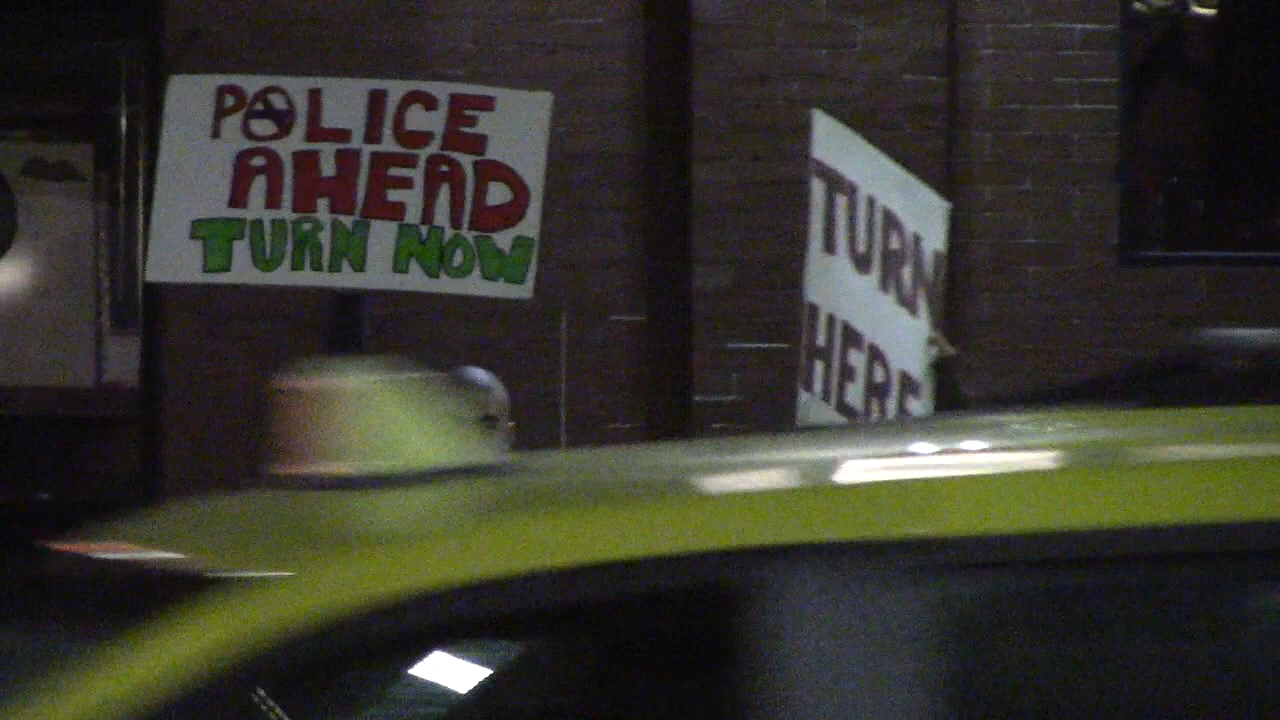 POLICE
AHEAD
TURN NOW
TURN
HERE